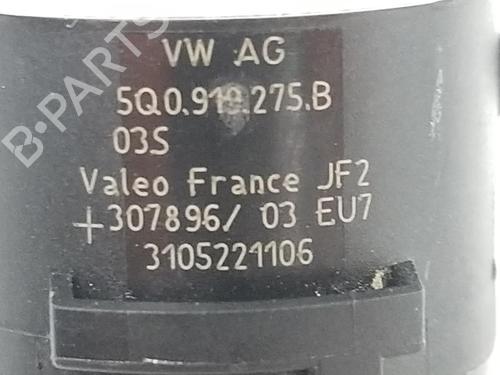 VW AG
5Q0.919.275.B
03S
Valeo France JF2
+307896/ 03 EU7
3105221106
B-PARTS